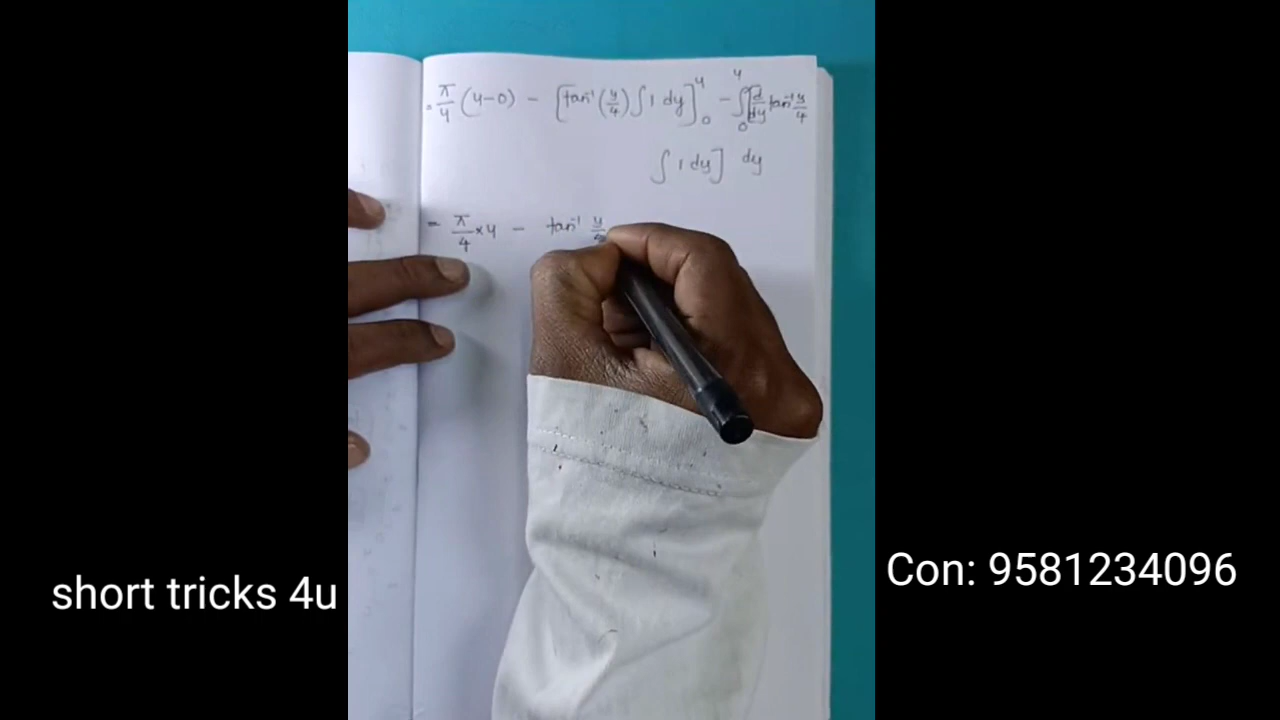 = π/4 (4-0) - [tan⁻¹(y/4) ∫ 1 dy]₀⁴ - ∫₀⁴ [d/dy tan⁻¹ y/4
∫ 1 dy] dy
= π/4 × 4 - tan⁻¹ y/4
short tricks 4u
Con: 9581234096